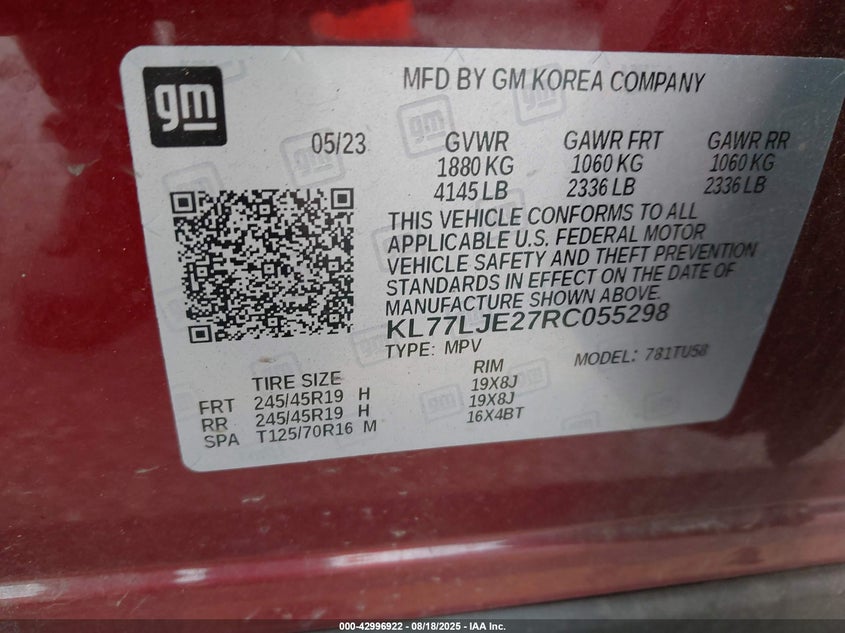 gm
MFD BY GM KOREA COMPANY
05/23 GVWR GAWR FRT GAWR RR
1880 KG 1060 KG 1060 KG
4145 LB 2336 LB 2336 LB
THIS VEHICLE CONFORMS TO ALL
APPLICABLE U.S. FEDERAL MOTOR
VEHICLE SAFETY AND THEFT PREVENTION
STANDARDS IN EFFECT ON THE DATE OF
MANUFACTURE SHOWN ABOVE.
KL77LJE27RC055298
TYPE: MPV MODEL: 781TU58
TIRE SIZE RIM
FRT 245/45R19 H 19X8J
RR 245/45R19 H 19X8J
SPA T125/70R16 M 16X4BT
000-42996922 - 08/18/2025 - IAA Inc.